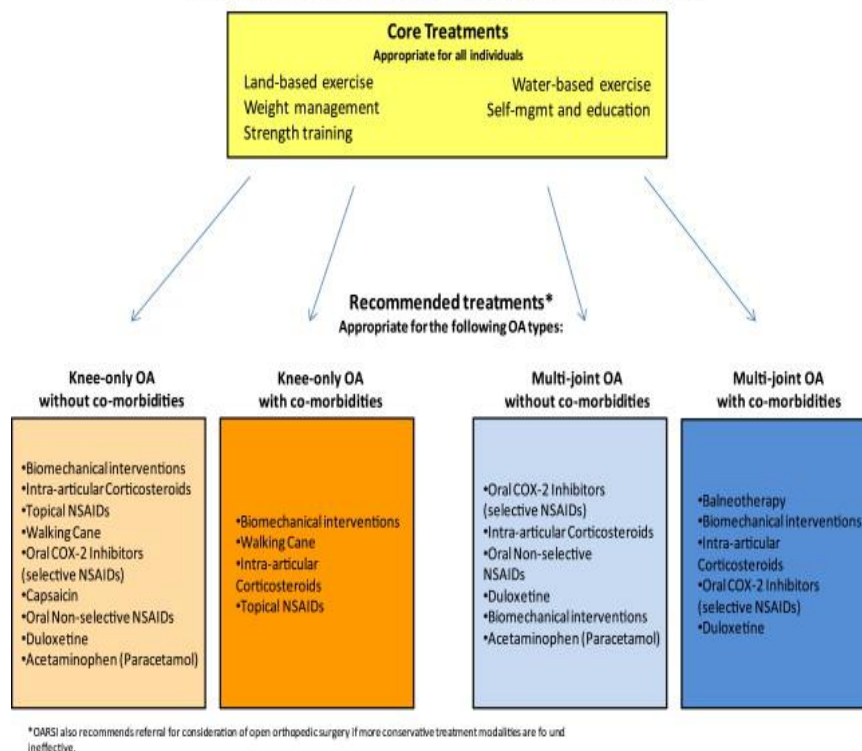 Core Treatments
Appropriate for all individuals
Land-based exercise
Weight management
Strength training
Water-based exercise
Self-mgmt and education
Recommended treatments*
Appropriate for the following OA types:
Knee-only OA
without co-morbidities
•Biomechanical interventions
•Intra-articular Corticosteroids
•Topical NSAIDs
•Walking Cane
•Oral COX-2 Inhibitors
(selective NSAIDs)
•Capsaicin
•Oral Non-selective NSAIDs
•Duloxetine
•Acetaminophen (Paracetamol)
Knee-only OA
with co-morbidities
•Biomechanical interventions
•Walking Cane
•Intra-articular
Corticosteroids
•Topical NSAIDs
Multi-joint OA
without co-morbidities
•Oral COX-2 Inhibitors
(selective NSAIDs)
•Intra-articular Corticosteroids
•Oral Non-selective
NSAIDs
•Duloxetine
•Biomechanical interventions
•Acetaminophen (Paracetamol)
Multi-joint OA
with co-morbidities
•Balneotherapy
•Biomechanical interventions
•Intra-articular
Corticosteroids
•Oral COX-2 Inhibitors
(selective NSAIDs)
•Duloxetine
*OARSI also recommends referral for consideration of open orthopedic surgery if more conservative treatment modalities are fo und
ineffective.